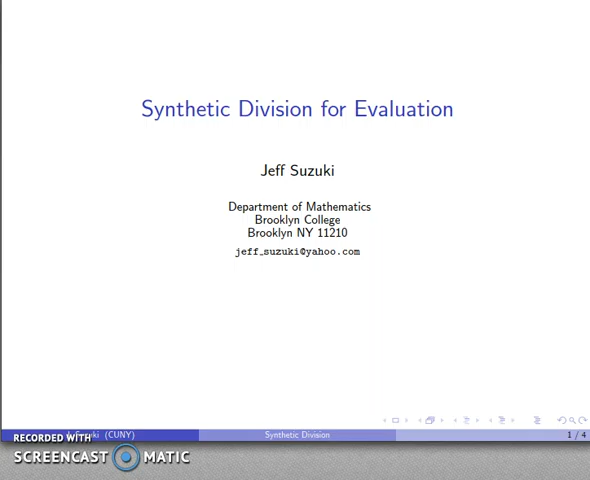 Synthetic Division for Evaluation
Jeff Suzuki
Department of Mathematics
Brooklyn College
Brooklyn NY 11210
jeff_suzuki@yahoo.com
(CUNY)
Synthetic Division
1 / 4
RECORDED WITH
SCREENCAST MATIC